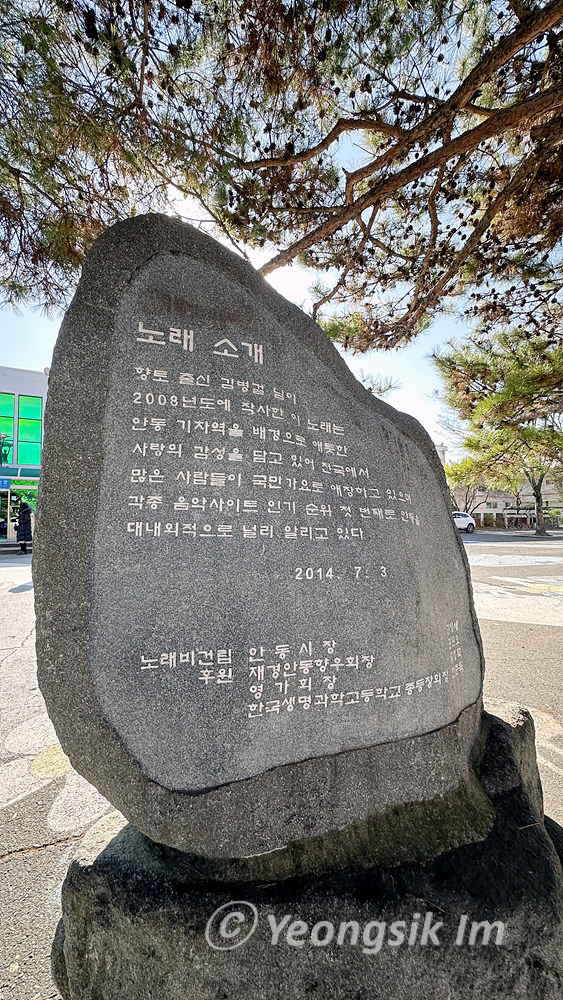 노래 소개
향토 출신 김병걸 님이
2008년도에 작사한 이 노래는
안동 기차역을 배경으로 애틋한
사랑의 감성을 담고 있어 전국에서
많은 사람들이 국민가요로 애창하고 있으며
각종 음악사이트 인기 순위 첫 번째로 안동을
대내외적으로 널리 알리고 있다
2014. 7. 3
노래비건립 안 동 시 장
후원 재경안동향우회장
영 가 회 장
한국생명과학고등학교 총동창회장
© Yeongsik Im